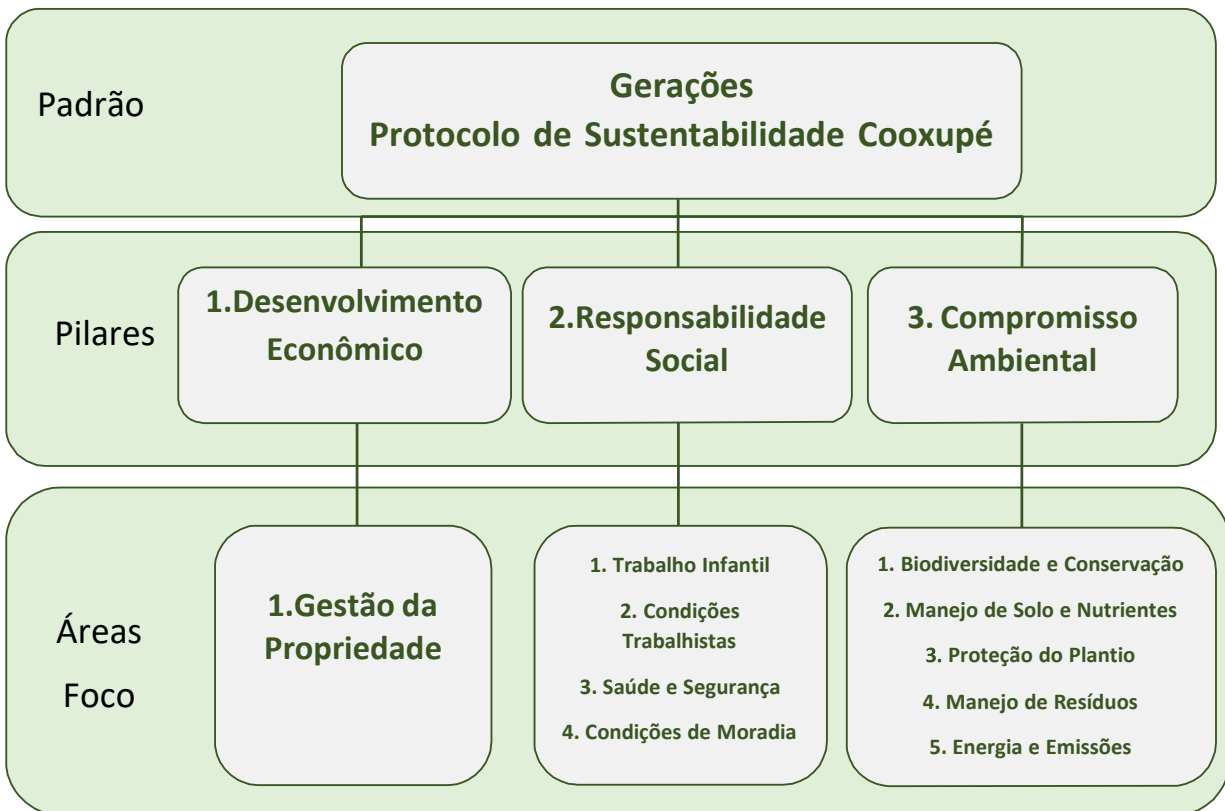 Padrão
Gerações
Protocolo de Sustentabilidade Cooxupé
Pilares
1.Desenvolvimento
Econômico
2.Responsabilidade
Social
3. Compromisso
Ambiental
Áreas
Foco
1.Gestão da
Propriedade
1. Trabalho Infantil
2. Condições
Trabalhistas
3. Saúde e Segurança
4. Condições de Moradia
1. Biodiversidade e Conservação
2. Manejo de Solo e Nutrientes
3. Proteção do Plantio
4. Manejo de Resíduos
5. Energia e Emissões